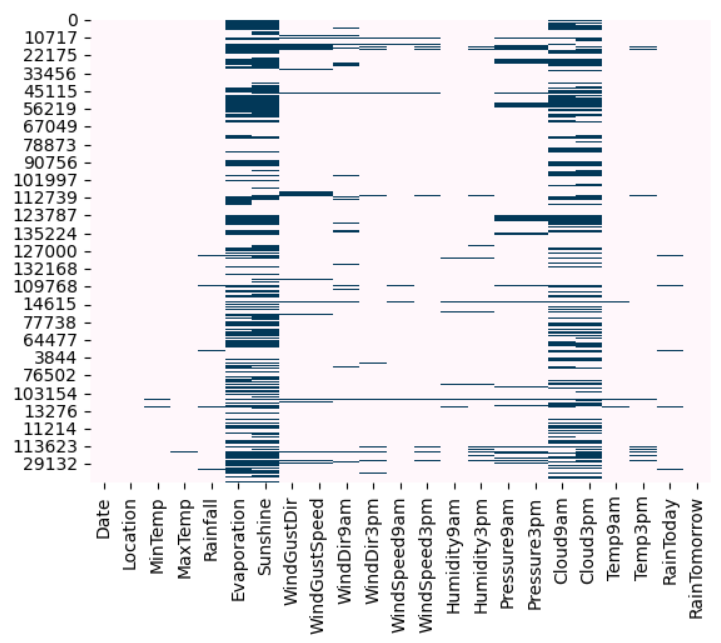 0
10717
22175
33456
45115
56219
67049
78873
90756
101997
112739
123787
135224
127000
132168
109768
14615
77738
64477
3844
76502
103154
13276
11214
113623
29132
Date
Location
MinTemp
MaxTemp
Rainfall
Evaporation
Sunshine
WindGustDir
WindGustSpeed
WindDir9am
WindDir3pm
WindSpeed9am
WindSpeed3pm
Humidity9am
Humidity3pm
Pressure9am
Pressure3pm
Cloud9am
Cloud3pm
Temp9am
Temp3pm
RainToday
RainTomorrow